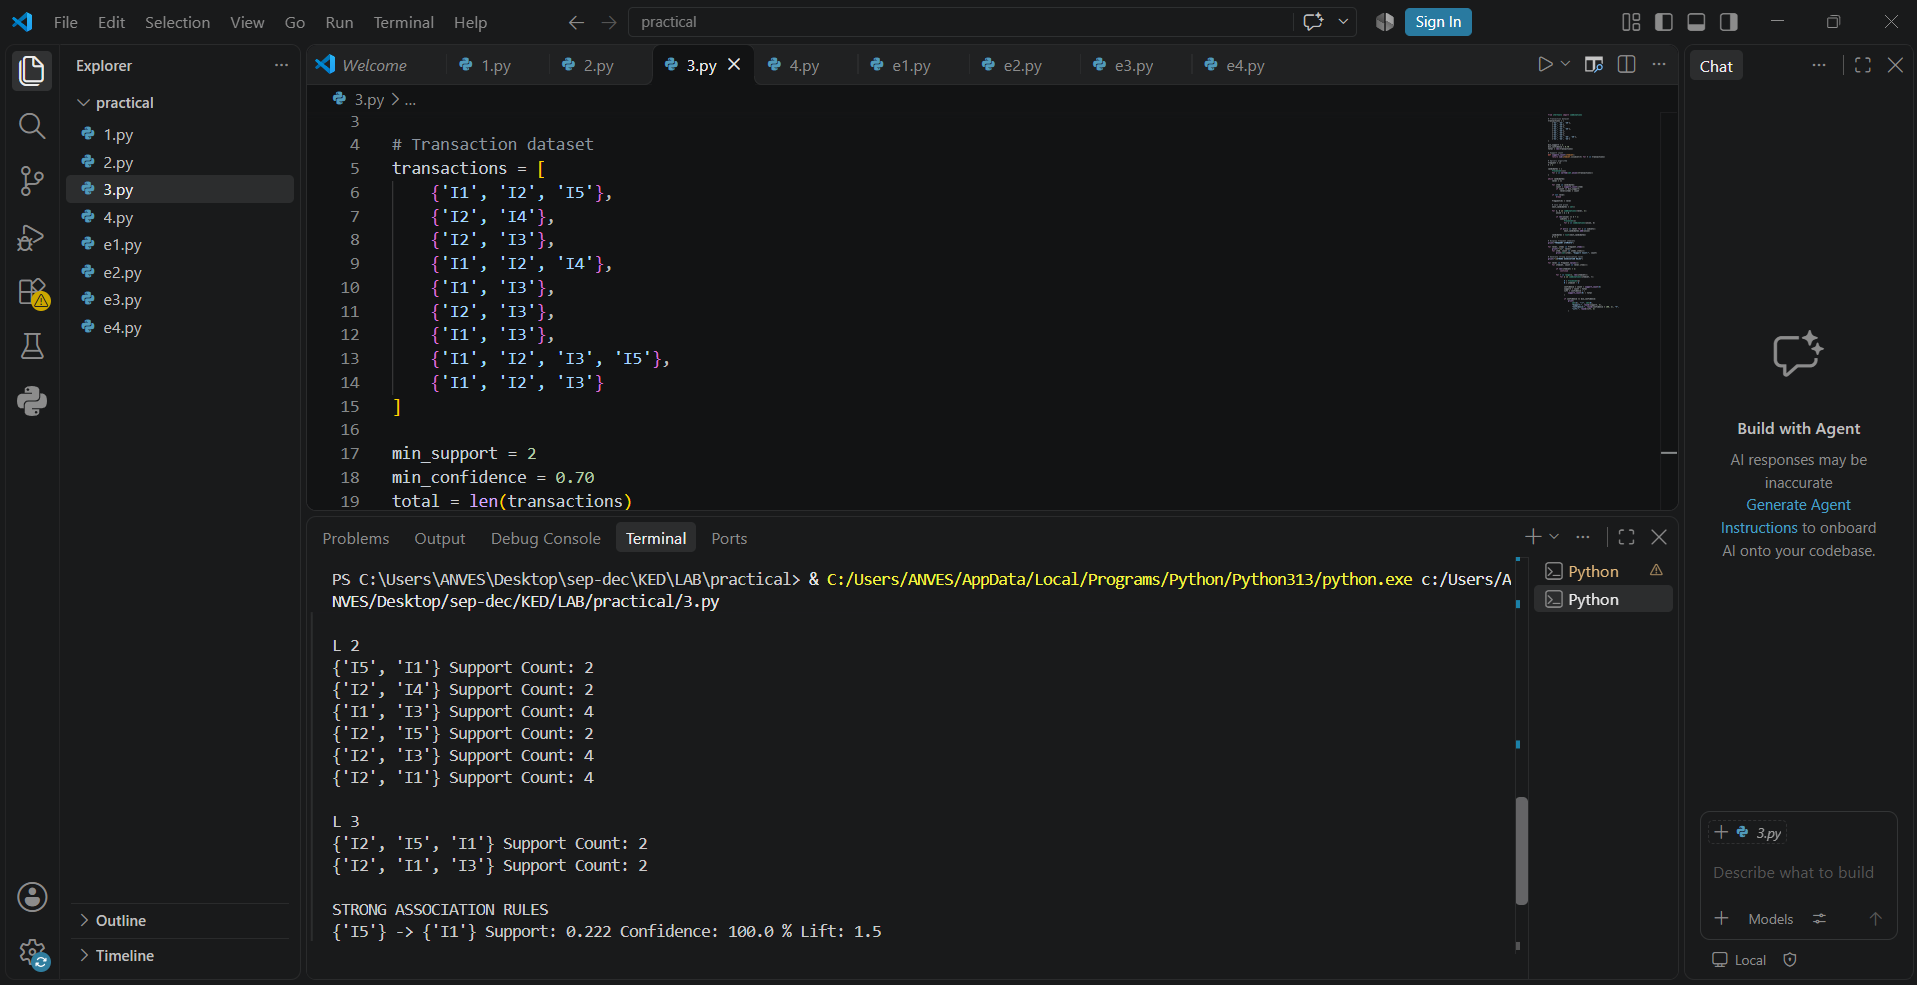 File Edit Selection View Go Run Terminal Help
practical
Sign In
Explorer
practical
1.py
2.py
3.py
4.py
e1.py
e2.py
e3.py
e4.py
Outline
Timeline
Welcome 1.py 2.py 3.py 4.py e1.py e2.py e3.py e4.py
3.py > ...
3
4 # Transaction dataset
5 transactions = [
6 {'I1', 'I2', 'I5'},
7 {'I2', 'I4'},
8 {'I2', 'I3'},
9 {'I1', 'I2', 'I4'},
10 {'I1', 'I3'},
11 {'I2', 'I3'},
12 {'I1', 'I3'},
13 {'I1', 'I2', 'I3', 'I5'},
14 {'I1', 'I2', 'I3'}
15 ]
16
17 min_support = 2
18 min_confidence = 0.70
19 total = len(transactions)
Problems Output Debug Console Terminal Ports
PS C:\Users\ANVES\Desktop\sep-dec\KED\LAB\practical> & C:/Users/ANVES/AppData/Local/Programs/Python/Python313/python.exe c:/Users/A
NVES/Desktop/sep-dec/KED/LAB/practical/3.py
L 2
{'I5', 'I1'} Support Count: 2
{'I2', 'I4'} Support Count: 2
{'I1', 'I3'} Support Count: 4
{'I2', 'I5'} Support Count: 2
{'I2', 'I3'} Support Count: 4
{'I2', 'I1'} Support Count: 4
L 3
{'I2', 'I5', 'I1'} Support Count: 2
{'I2', 'I1', 'I3'} Support Count: 2
STRONG ASSOCIATION RULES
{'I5'} -> {'I1'} Support: 0.222 Confidence: 100.0 % Lift: 1.5
Python
Python
Chat
Build with Agent
AI responses may be
inaccurate
Generate Agent
Instructions to onboard
AI onto your codebase.
3.py
Describe what to build
Models
Local